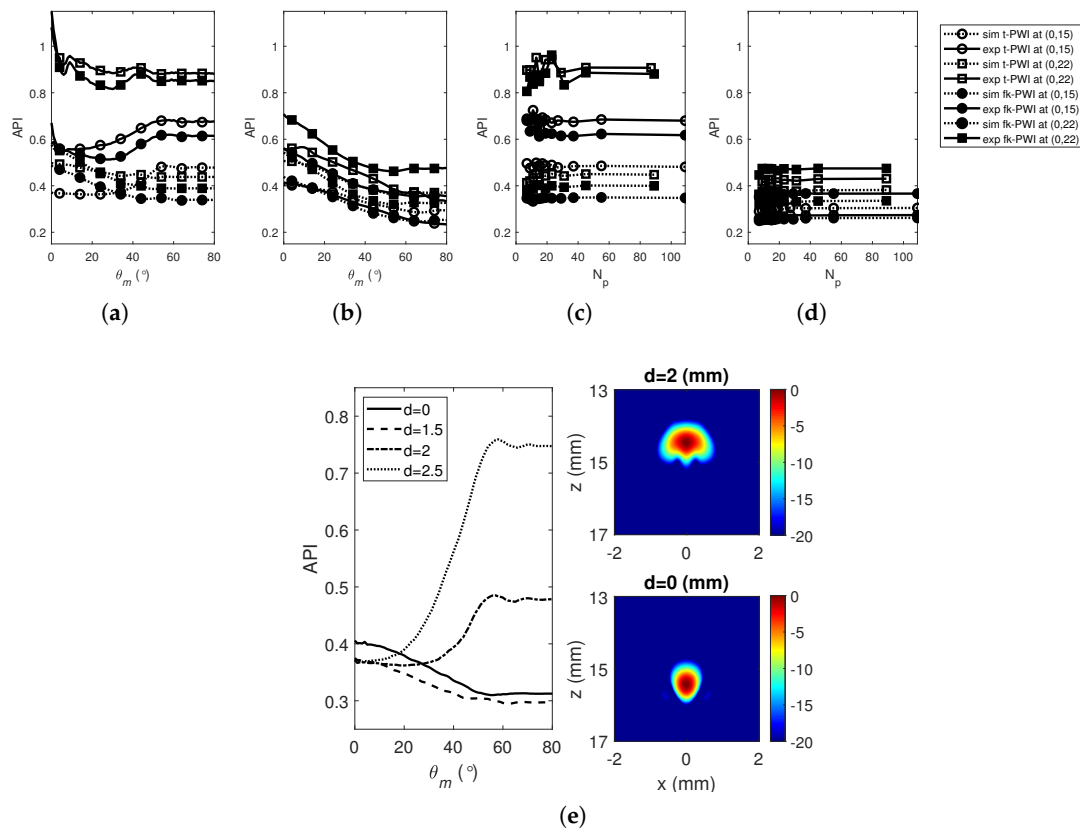 1
0.8
0.6
0.4
0.2
API
0 20 40 60 80
θm (°)
(a)
1
0.8
0.6
0.4
0.2
API
0 20 40 60 80
θm (°)
(b)
1
0.8
0.6
0.4
0.2
API
0 20 40 60 80 100
Np
(c)
1
0.8
0.6
0.4
0.2
API
0 20 40 60 80 100
Np
(d)
sim t-PWI at (0,15)
exp t-PWI at (0,15)
sim t-PWI at (0,22)
exp t-PWI at (0,22)
sim fk-PWI at (0,15)
exp fk-PWI at (0,15)
sim fk-PWI at (0,22)
exp fk-PWI at (0,22)
0.8
0.7
0.6
0.5
0.4
0.3
API
d=0
d=1.5
d=2
d=2.5
0 20 40 60 80
θm (°)
d=2 (mm)
13
15
17
z (mm)
-2 0 2
0
-5
-10
-15
-20
d=0 (mm)
13
15
17
z (mm)
-2 0 2
x (mm)
0
-5
-10
-15
-20
(e)